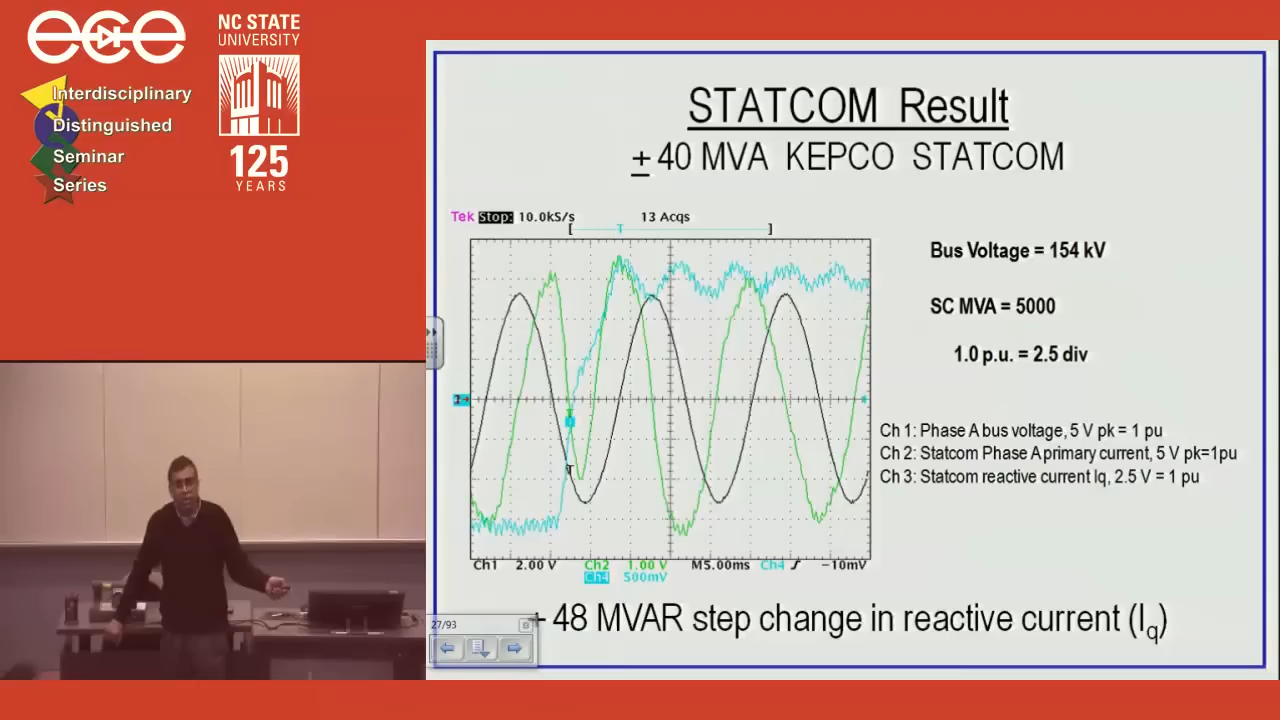 ece
NC STATE
UNIVERSITY
Interdisciplinary
Distinguished
Seminar
Series
125
YEARS
STATCOM Result
± 40 MVA KEPCO STATCOM
Tek Stop: 10.0kS/s 13 Acqs
[ T ]
Bus Voltage = 154 kV
SC MVA = 5000
1.0 p.u. = 2.5 div
Ch 1: Phase A bus voltage, 5 V pk = 1 pu
Ch 2: Statcom Phase A primary current, 5 V pk=1pu
Ch 3: Statcom reactive current Iq, 2.5 V = 1 pu
T
Ch1 2.00 V Ch2 1.00 V M5.00ms Ch4 -10mV
Ch4 500mV
48 MVAR step change in reactive current (Iq)
27/93